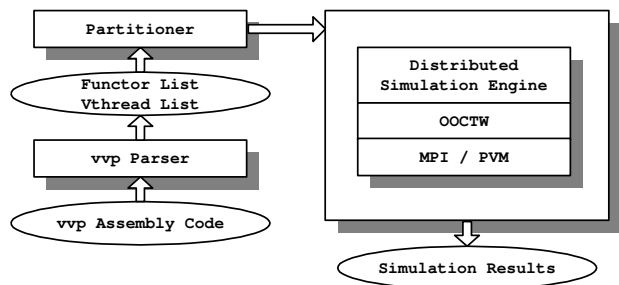 Partitioner
Functor List
Vthread List
vvp Parser
vvp Assembly Code
Distributed
Simulation Engine
OOCTW
MPI / PVM
Simulation Results